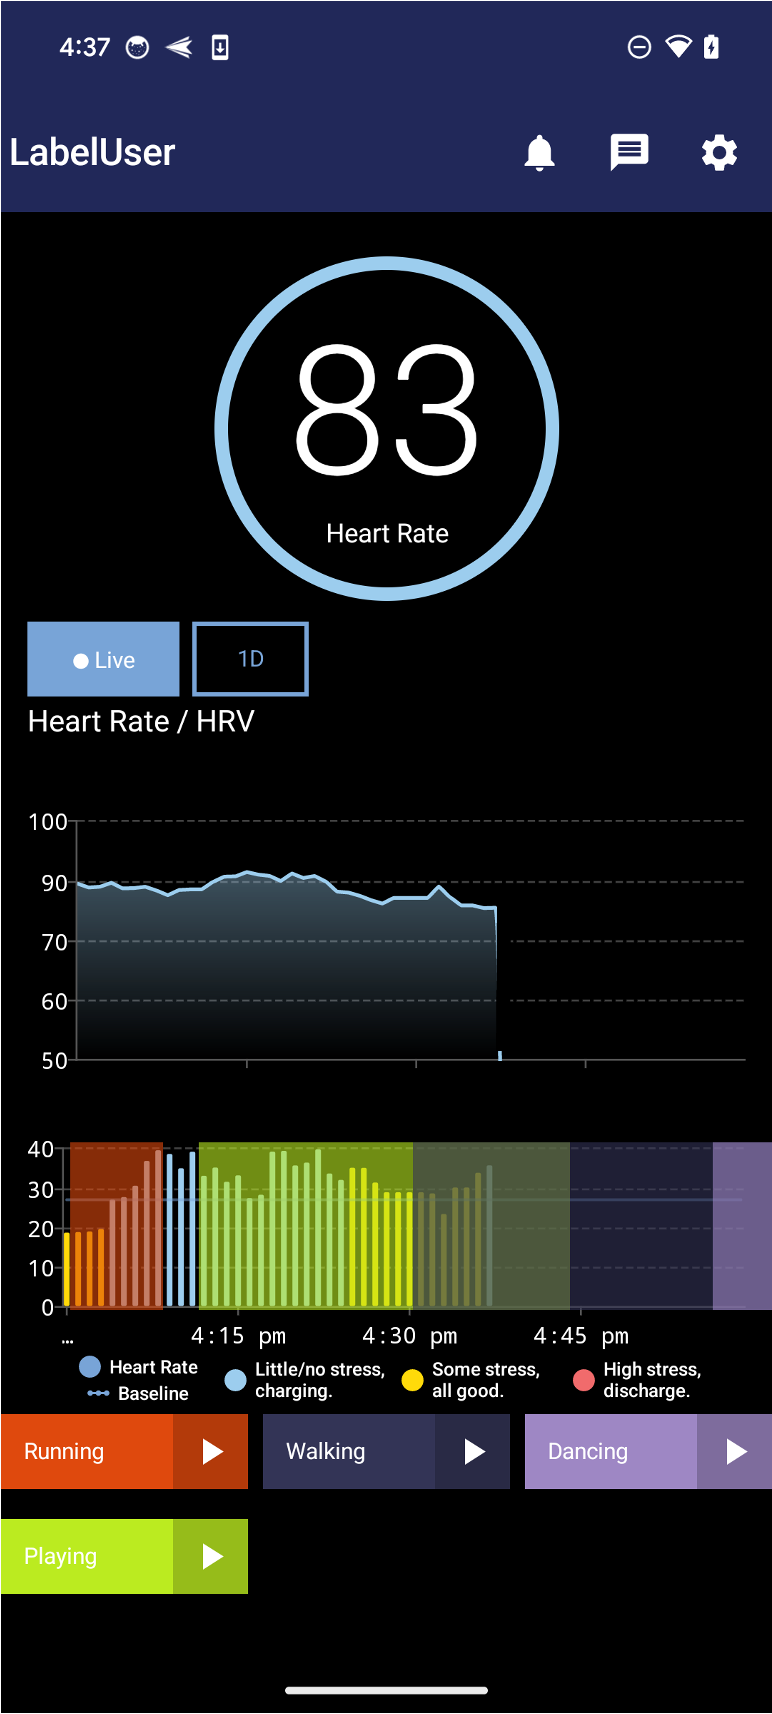 4:37
LabelUser
83
Heart Rate
Live
1D
Heart Rate / HRV
100
90
70
60
50
40
30
20
10
0
... 4:15 pm 4:30 pm 4:45 pm
Heart Rate
Baseline
Little/no stress,
charging.
Some stress,
all good.
High stress,
discharge.
Running
Walking
Dancing
Playing